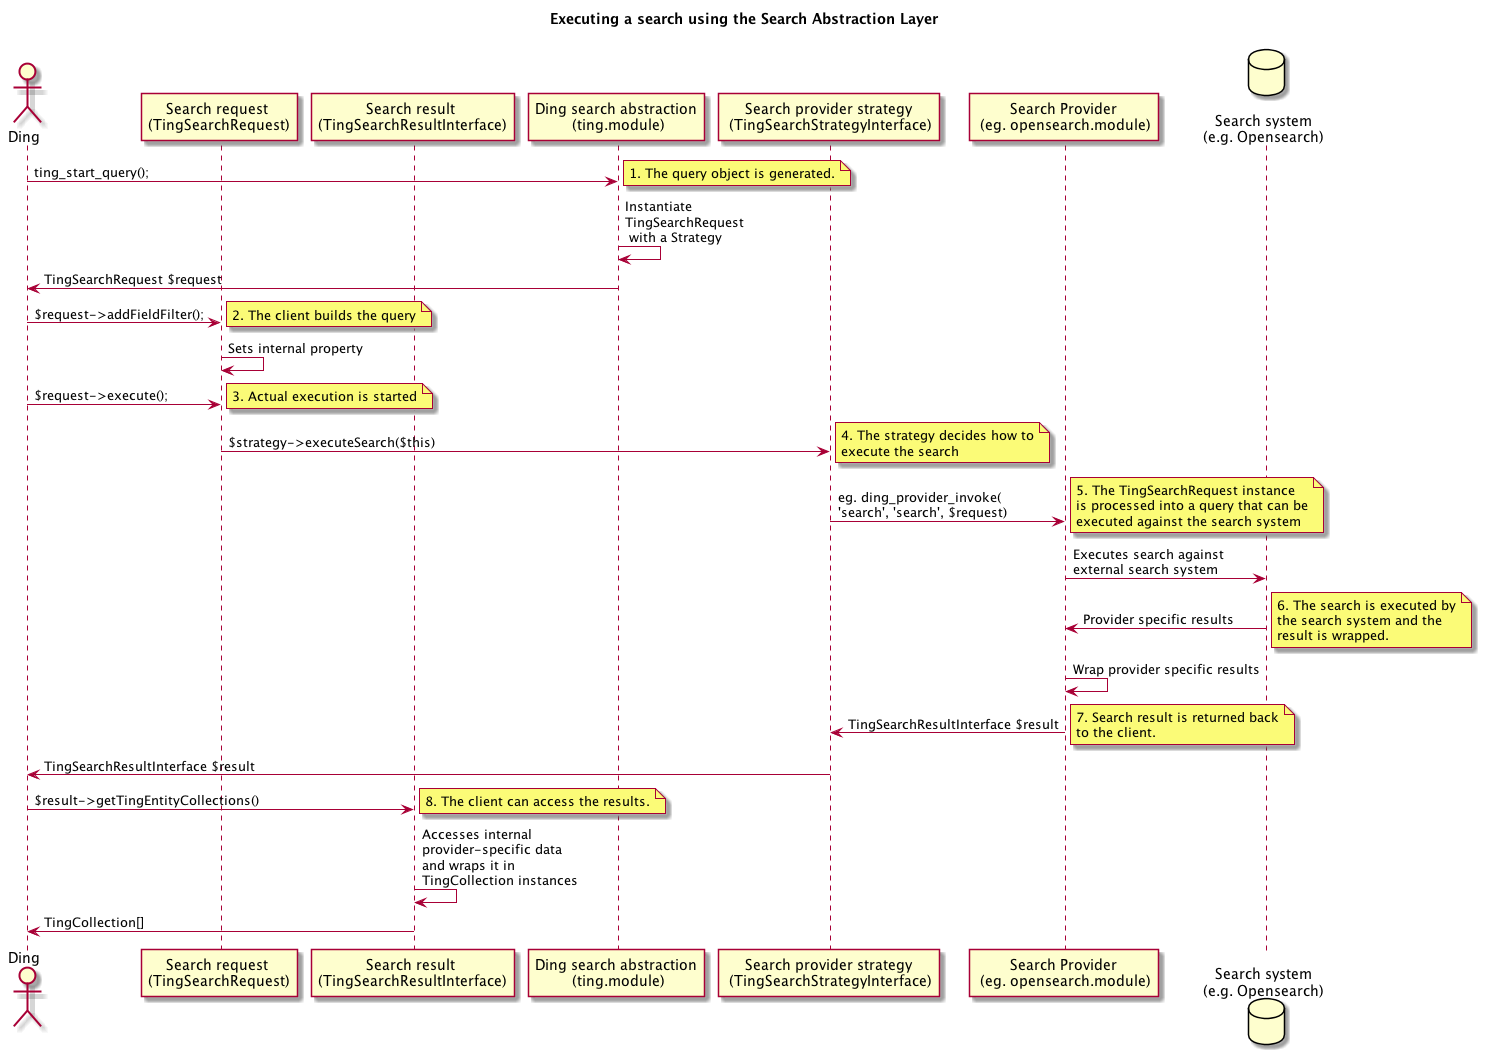 Executing a search using the Search Abstraction Layer
Ding
Search request
(TingSearchRequest)
Search result
(TingSearchResultInterface)
Ding search abstraction
(ting.module)
Search provider strategy
(TingSearchStrategyInterface)
Search Provider
(eg. opensearch.module)
Search system
(e.g. Opensearch)
ting_start_query();
1. The query object is generated.
Instantiate
TingSearchRequest
with a Strategy
TingSearchRequest $request
$request->addFieldFilter();
2. The client builds the query
Sets internal property
$request->execute();
3. Actual execution is started
$strategy->executeSearch($this)
4. The strategy decides how to
execute the search
eg. ding_provider_invoke(
'search', 'search', $request)
5. The TingSearchRequest instance
is processed into a query that can be
executed against the search system
Executes search against
external search system
Provider specific results
6. The search is executed by
the search system and the
result is wrapped.
Wrap provider specific results
TingSearchResultInterface $result
7. Search result is returned back
to the client.
TingSearchResultInterface $result
$result->getTingEntityCollections()
8. The client can access the results.
Accesses internal
provider-specific data
and wraps it in
TingCollection instances
TingCollection[]
Ding
Search request
(TingSearchRequest)
Search result
(TingSearchResultInterface)
Ding search abstraction
(ting.module)
Search provider strategy
(TingSearchStrategyInterface)
Search Provider
(eg. opensearch.module)
Search system
(e.g. Opensearch)